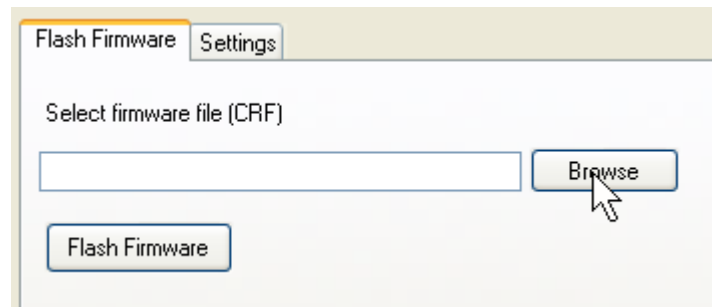 Flash Firmware Settings
Select firmware file (CRF)
Browse
Flash Firmware